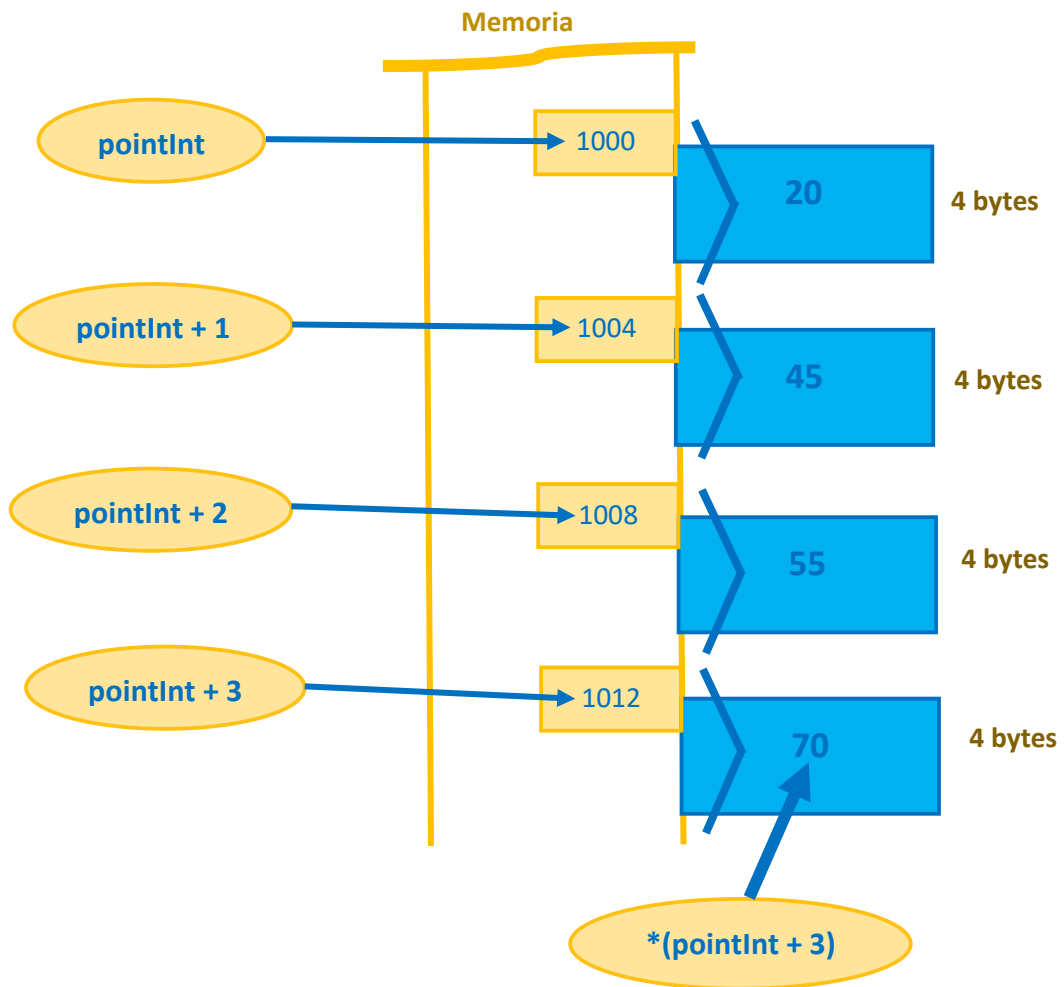 Memoria
pointInt
1000
20
4 bytes
pointInt + 1
1004
45
4 bytes
pointInt + 2
1008
55
4 bytes
pointInt + 3
1012
70
4 bytes
*(pointInt + 3)